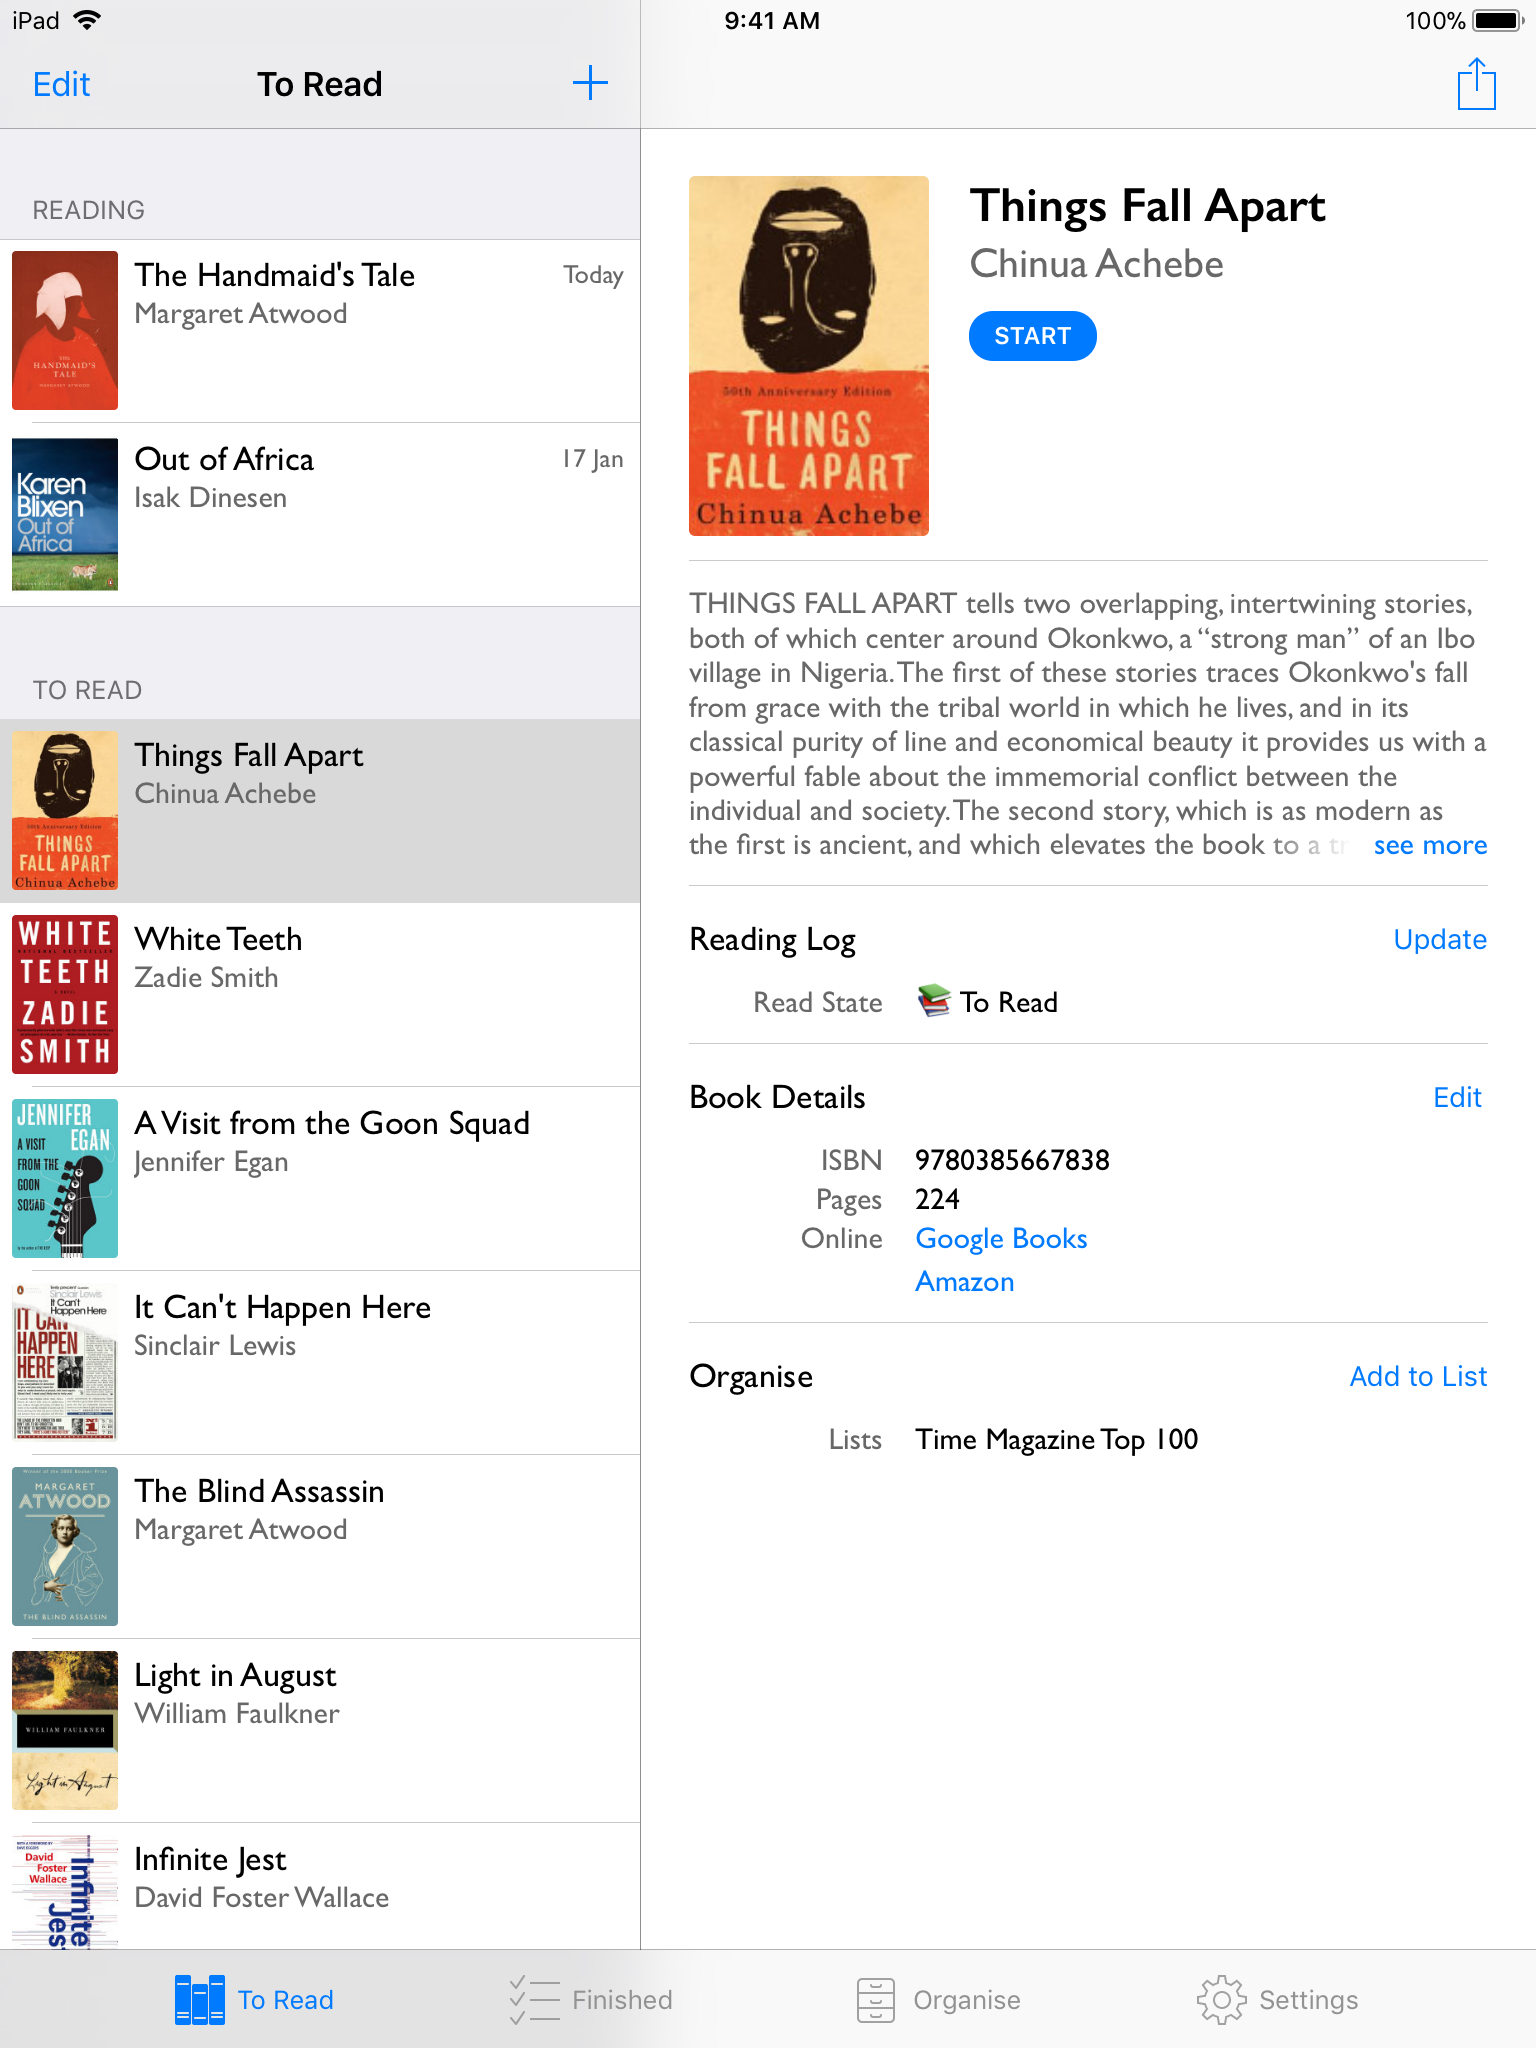 iPad
9:41 AM
100%
Edit
To Read
READING
THE
HANDMAID'S
TALE
MARGARET ATWOOD
The Handmaid's Tale
Today
Margaret Atwood
Karen
Blixen
Out of
Africa
Out of Africa
17 Jan
Isak Dinesen
TO READ
50th Anniversary Edition
THINGS
FALL APART
Chinua Achebe
Things Fall Apart
Chinua Achebe
WHITE
TEETH
ZADIE
SMITH
White Teeth
Zadie Smith
JENNIFER
EGAN
A VISIT
FROM THE
GOON
SQUAD
A Visit from the Goon Squad
Jennifer Egan
Sinclair Lewis
It Can't
Happen Here
IT CAN
HAPPEN
HERE
It Can't Happen Here
Sinclair Lewis
Winner of the 2000 Booker Prize
MARGARET
ATWOOD
THE BLIND ASSASSIN
The Blind Assassin
Margaret Atwood
WILLIAM FAULKNER
Light in August
Light in August
William Faulkner
David
Foster
Wallace
Infinite
Jes
Infinite Jest
David Foster Wallace
50th Anniversary Edition
THINGS
FALL APART
Chinua Achebe
Things Fall Apart
Chinua Achebe
START
THINGS FALL APART tells two overlapping, intertwining stories,
both of which center around Okonkwo, a “strong man” of an Ibo
village in Nigeria. The first of these stories traces Okonkwo's fall
from grace with the tribal world in which he lives, and in its
classical purity of line and economical beauty it provides us with a
powerful fable about the immemorial conflict between the
individual and society. The second story, which is as modern as
the first is ancient, and which elevates the book to a tr see more
Reading Log
Update
Read State To Read
Book Details
Edit
ISBN 9780385667838
Pages 224
Online Google Books
Amazon
Organise
Add to List
Lists Time Magazine Top 100
To Read
Finished
Organise
Settings